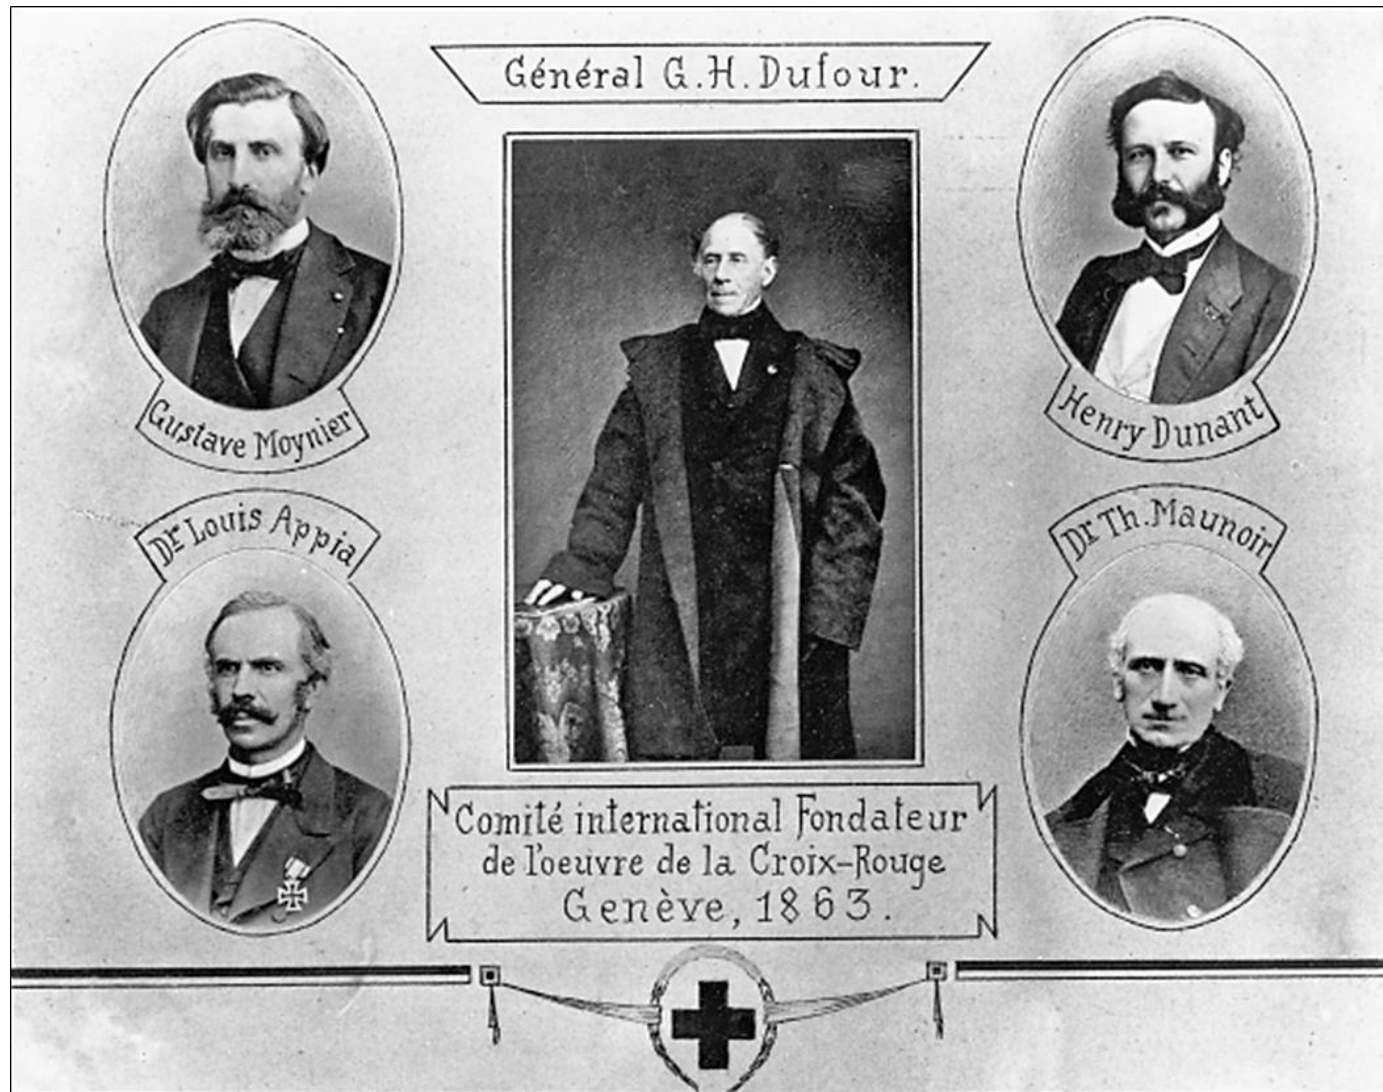 Général G.H. Dufour.
Gustave Moynier
Henry Dunant
Dr Louis Appia
Dr Th. Maunoir
Comité international Fondateur
de l'oeuvre de la Croix-Rouge
Genève, 1863.